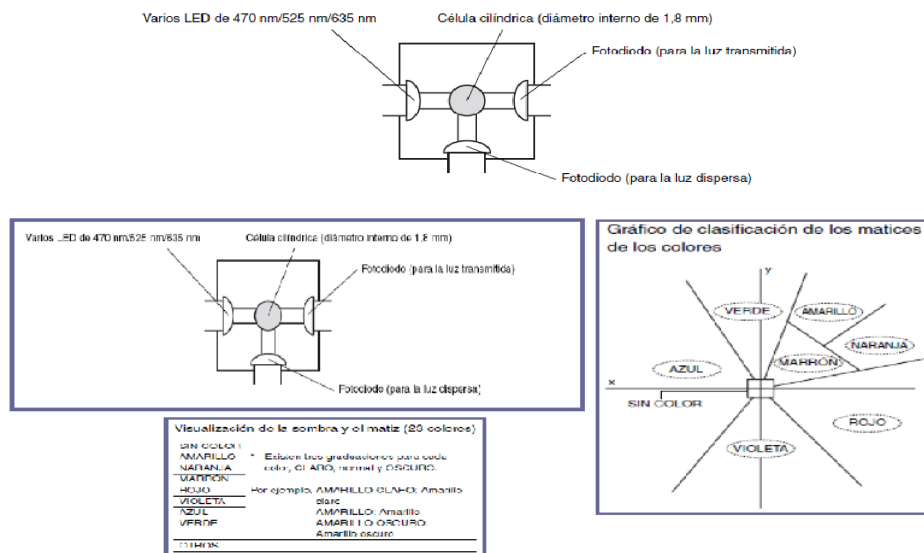 Varios LED de 470 nm/525 nm/635 nm
Célula cilíndrica (diámetro interno de 1,8 mm)
Fotodiodo (para la luz transmitida)
Fotodiodo (para la luz dispersa)
Varios LED de 470 nm/525 nm/635 nm
Célula cilíndrica (diámetro interno de 1,8 mm)
Fotodiodo (para la luz transmitida)
Fotodiodo (para la luz dispersa)
Gráfico de clasificación de los matices
de los colores
y
VERDE
AMARILLO
NARANJA
MARRÓN
AZUL
x
SIN COLOR
ROJO
VIOLETA
Visualización de la sombra y el matiz (23 colores)
SIN COLOR
AMARILLO * Existen tres graduaciones para cada
NARANJA color, CLARO, normal y OSCURO.
MARRÓN
ROJO Por ejemplo, AMARILLO CLARO: Amarillo
VIOLETA claro
AZUL AMARILLO: Amarillo
VERDE AMARILLO OSCURO:
Amarillo oscuro
OTROS